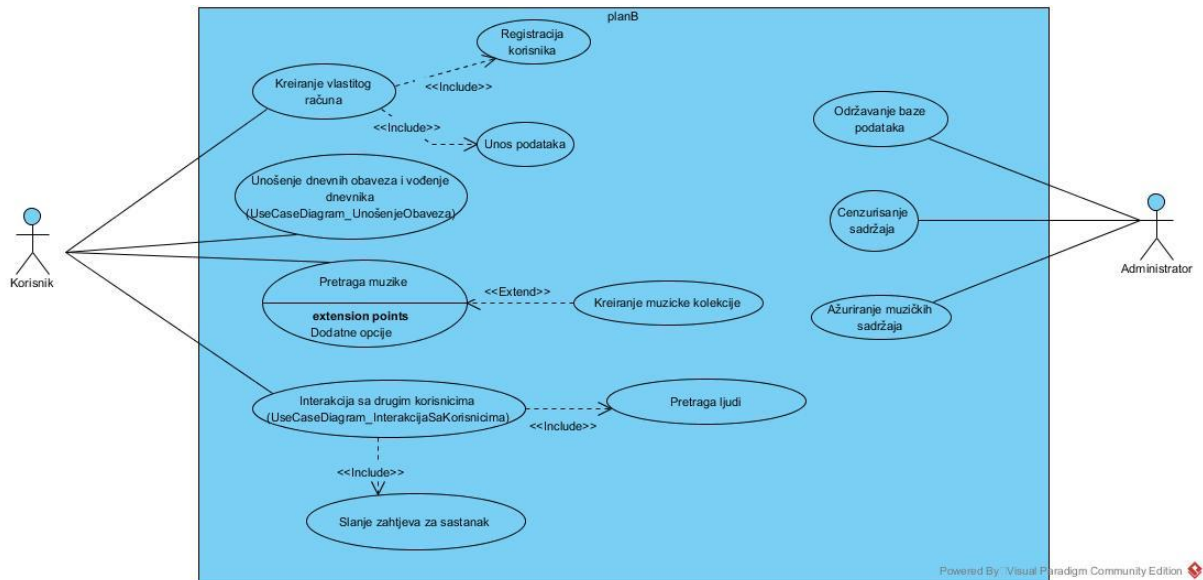 planB
Registracija
korisnika
Kreiranje vlastitog
računa
<<Include>>
<<Include>>
Unos podataka
Unošenje dnevnih obaveza i vođenje
dnevnika
(UseCaseDiagram_UnošenjeObaveza)
Korisnik
Pretraga muzike
extension points
Dodatne opcije
<<Extend>>
Kreiranje muzicke kolekcije
Interakcija sa drugim korisnicima
(UseCaseDiagram_InterakcijaSaKorisnicima)
<<Include>>
Pretraga ljudi
<<Include>>
Slanje zahtjeva za sastanak
Održavanje baze
podataka
Cenzurisanje
sadržaja
Administrator
Ažuriranje muzičkih
sadržaja
Powered By Visual Paradigm Community Edition